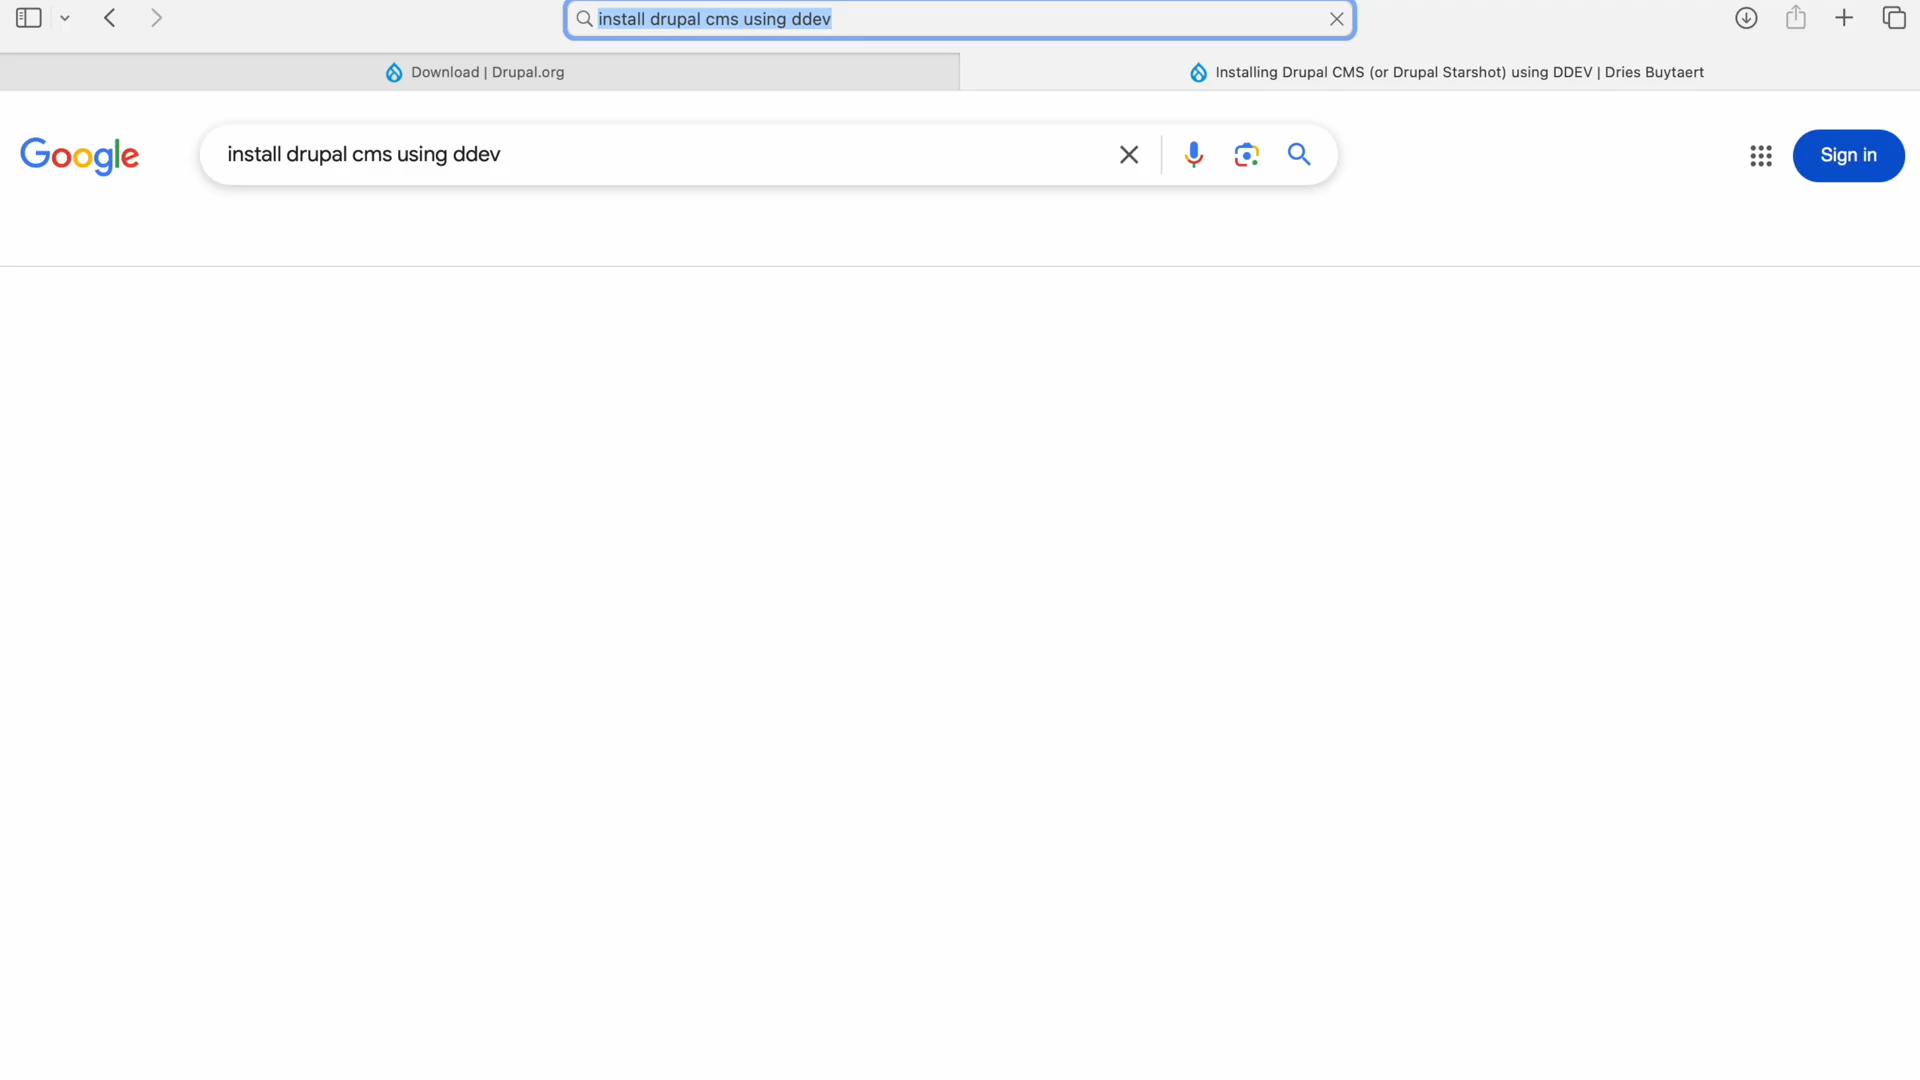 install drupal cms using ddev
Download | Drupal.org
Installing Drupal CMS (or Drupal Starshot) using DDEV | Dries Buytaert
Google
install drupal cms using ddev
Sign in